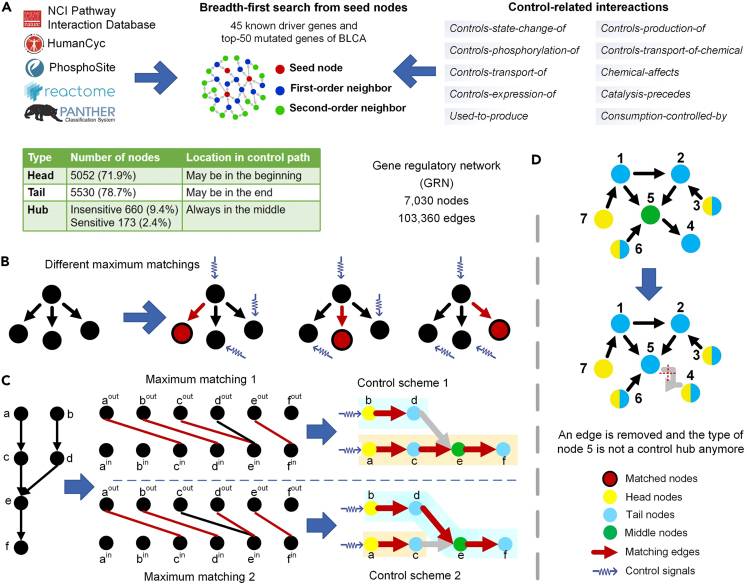 A
NCI Pathway
Interaction Database
HumanCyc
PhosphoSite
reactome
PANTHER
Classification System
Breadth-first search from seed nodes
45 known driver genes and
top-50 mutated genes of BLCA
Seed node
First-order neighbor
Second-order neighbor
Control-related intereactions
Controls-state-change-of
Controls-production-of
Controls-phosphorylation-of
Controls-transport-of-chemical
Controls-transport-of
Chemical-affects
Controls-expression-of
Catalysis-precedes
Used-to-produce
Consumption-controlled-by
Type Number of nodes Location in control path
Head 5052 (71.9%) May be in the beginning
Tail 5530 (78.7%) May be in the end
Hub Insensitive 660 (9.4%) Always in the middle
Sensitive 173 (2.4%)
Gene regulatory network
(GRN)
7,030 nodes
103,360 edges
B
Different maximum matchings
C
a b
c d
e
f
Maximum matching 1
a^out b^out c^out d^out e^out f^out
a^in b^in c^in d^in e^in f^in
Control scheme 1
b d
a c e f
a^out b^out c^out d^out e^out f^out
a^in b^in c^in d^in e^in f^in
Maximum matching 2
b d
a c e f
Control scheme 2
D
1 2
5 3
7 6 4
1 2
5 3
7 6 4
An edge is removed and the type of
node 5 is not a control hub anymore
Matched nodes
Head nodes
Tail nodes
Middle nodes
Matching edges
Control signals